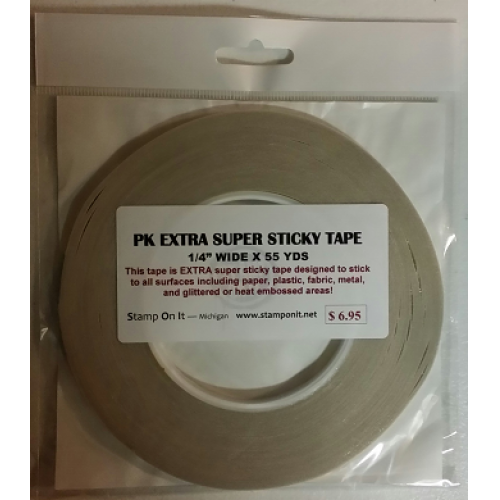 PK EXTRA SUPER STICKY TAPE
1/4" WIDE X 55 YDS
This tape is EXTRA super sticky tape designed to stick
to all surfaces including paper, plastic, fabric, metal,
and glittered or heat embossed areas!
Stamp On It — Michigan www.stamponit.net $ 6.95